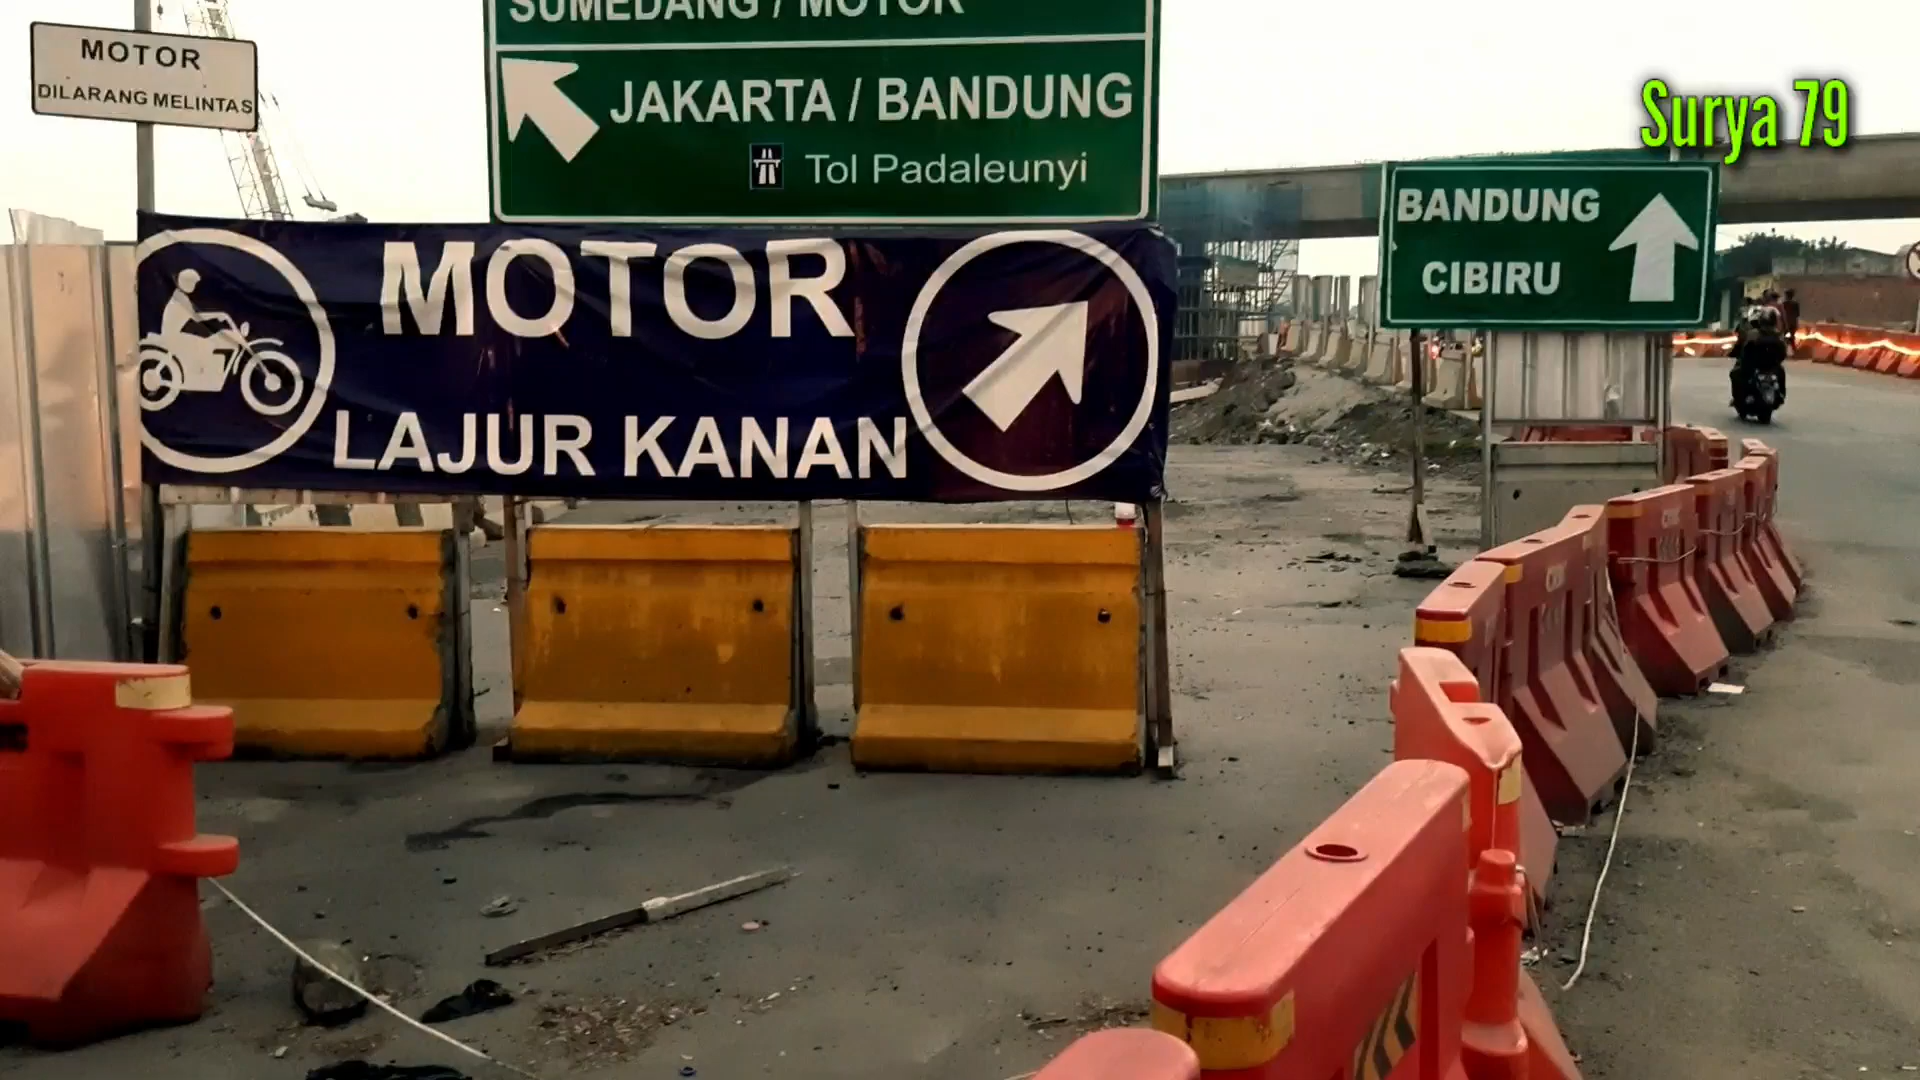 SUMEDANG / MOTOR
MOTOR
DILARANG MELINTAS
JAKARTA / BANDUNG
Tol Padaleunyi
Surya 79
BANDUNG
CIBIRU
MOTOR
LAJUR KANAN